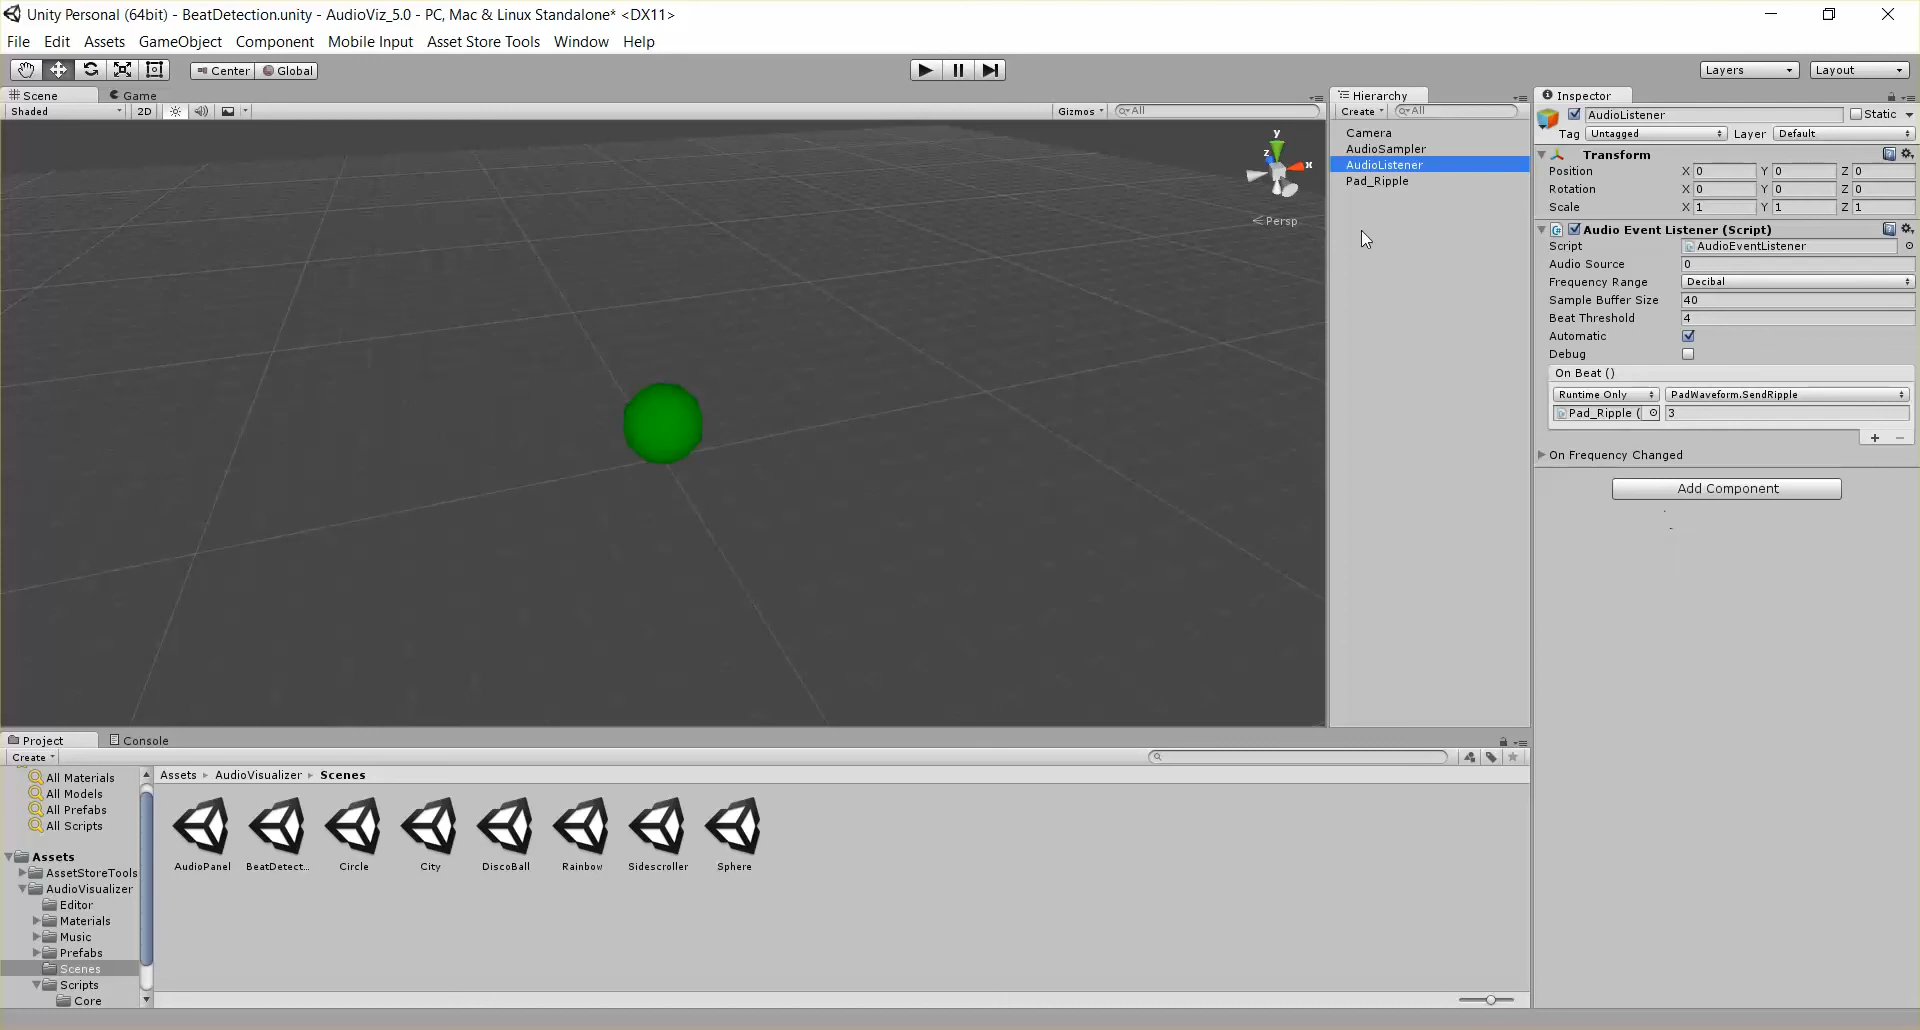 Unity Personal (64bit) - BeatDetection.unity - AudioViz_5.0 - PC, Mac & Linux Standalone* <DX11>
File Edit Assets GameObject Component Mobile Input Asset Store Tools Window Help
Center Global
Layers Layout
Scene Game
Shaded 2D Gizmos All
y
z
x
Persp
Hierarchy
Create All
Camera
AudioSampler
AudioListener
Pad_Ripple
Inspector
AudioListener Static
Tag Untagged Layer Default
Transform
Position X 0 Y 0 Z 0
Rotation X 0 Y 0 Z 0
Scale X 1 Y 1 Z 1
Audio Event Listener (Script)
Script AudioEventListener
Audio Source 0
Frequency Range Decibal
Sample Buffer Size 40
Beat Threshold 4
Automatic
Debug
On Beat ()
Runtime Only PadWaveform.SendRipple
Pad_Ripple ( 3
On Frequency Changed
Add Component
Project Console
Create
All Materials
All Models
All Prefabs
All Scripts
Assets
AssetStoreTools
AudioVisualizer
Editor
Materials
Music
Prefabs
Scenes
Scripts
Core
Assets AudioVisualizer Scenes
AudioPanel BeatDetect... Circle City DiscoBall Rainbow Sidescroller Sphere